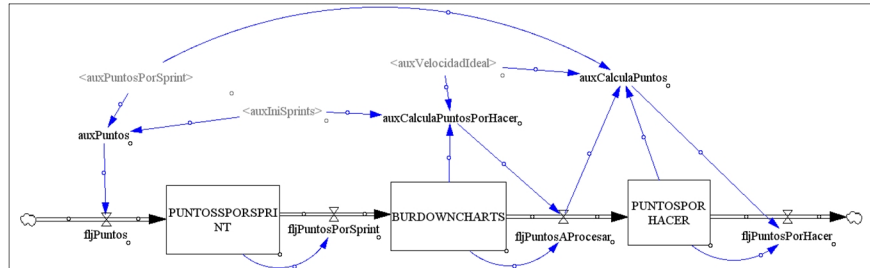 <auxPuntosPorSprint>
<auxVelocidadIdeal>
auxCalculaPuntos
<auxIniSprints>
auxCalculaPuntosPorHacer
auxPuntos
PUNTOSSPORSPRI
NT
BURDOWNCHARTS
PUNTOSPOR
HACER
fljPuntos
fljPuntosPorSprint
fljPuntosAProcesar
fljPuntosPorHacer